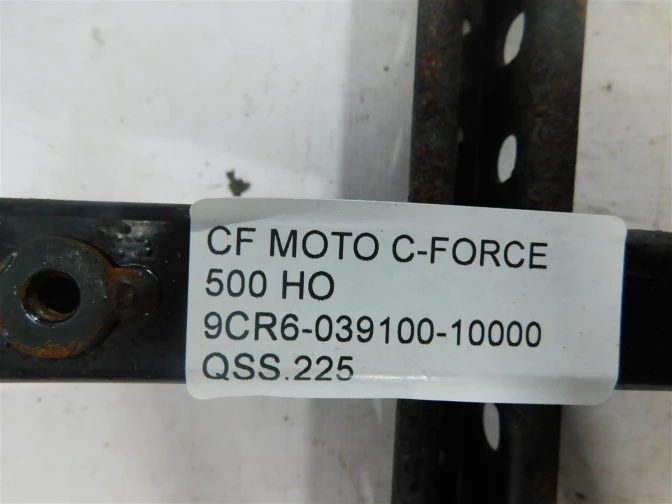 CF MOTO C-FORCE
500 HO
9CR6-039100-10000
QSS.225